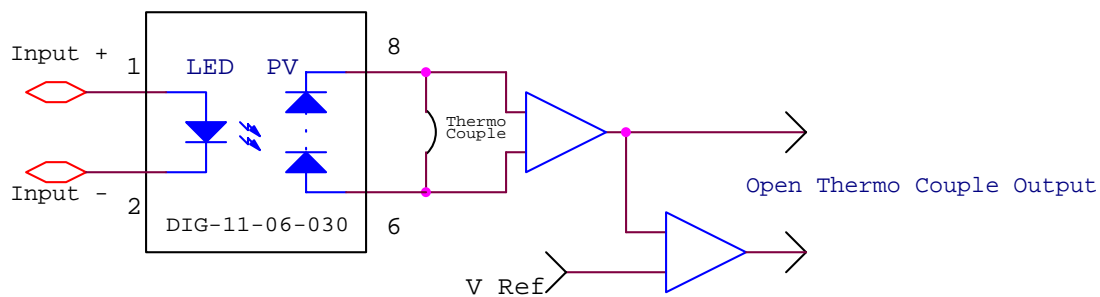 Input +
1
LED
PV
8
Thermo
Couple
Input -
2
DIG-11-06-030
6
Open Thermo Couple Output
V Ref